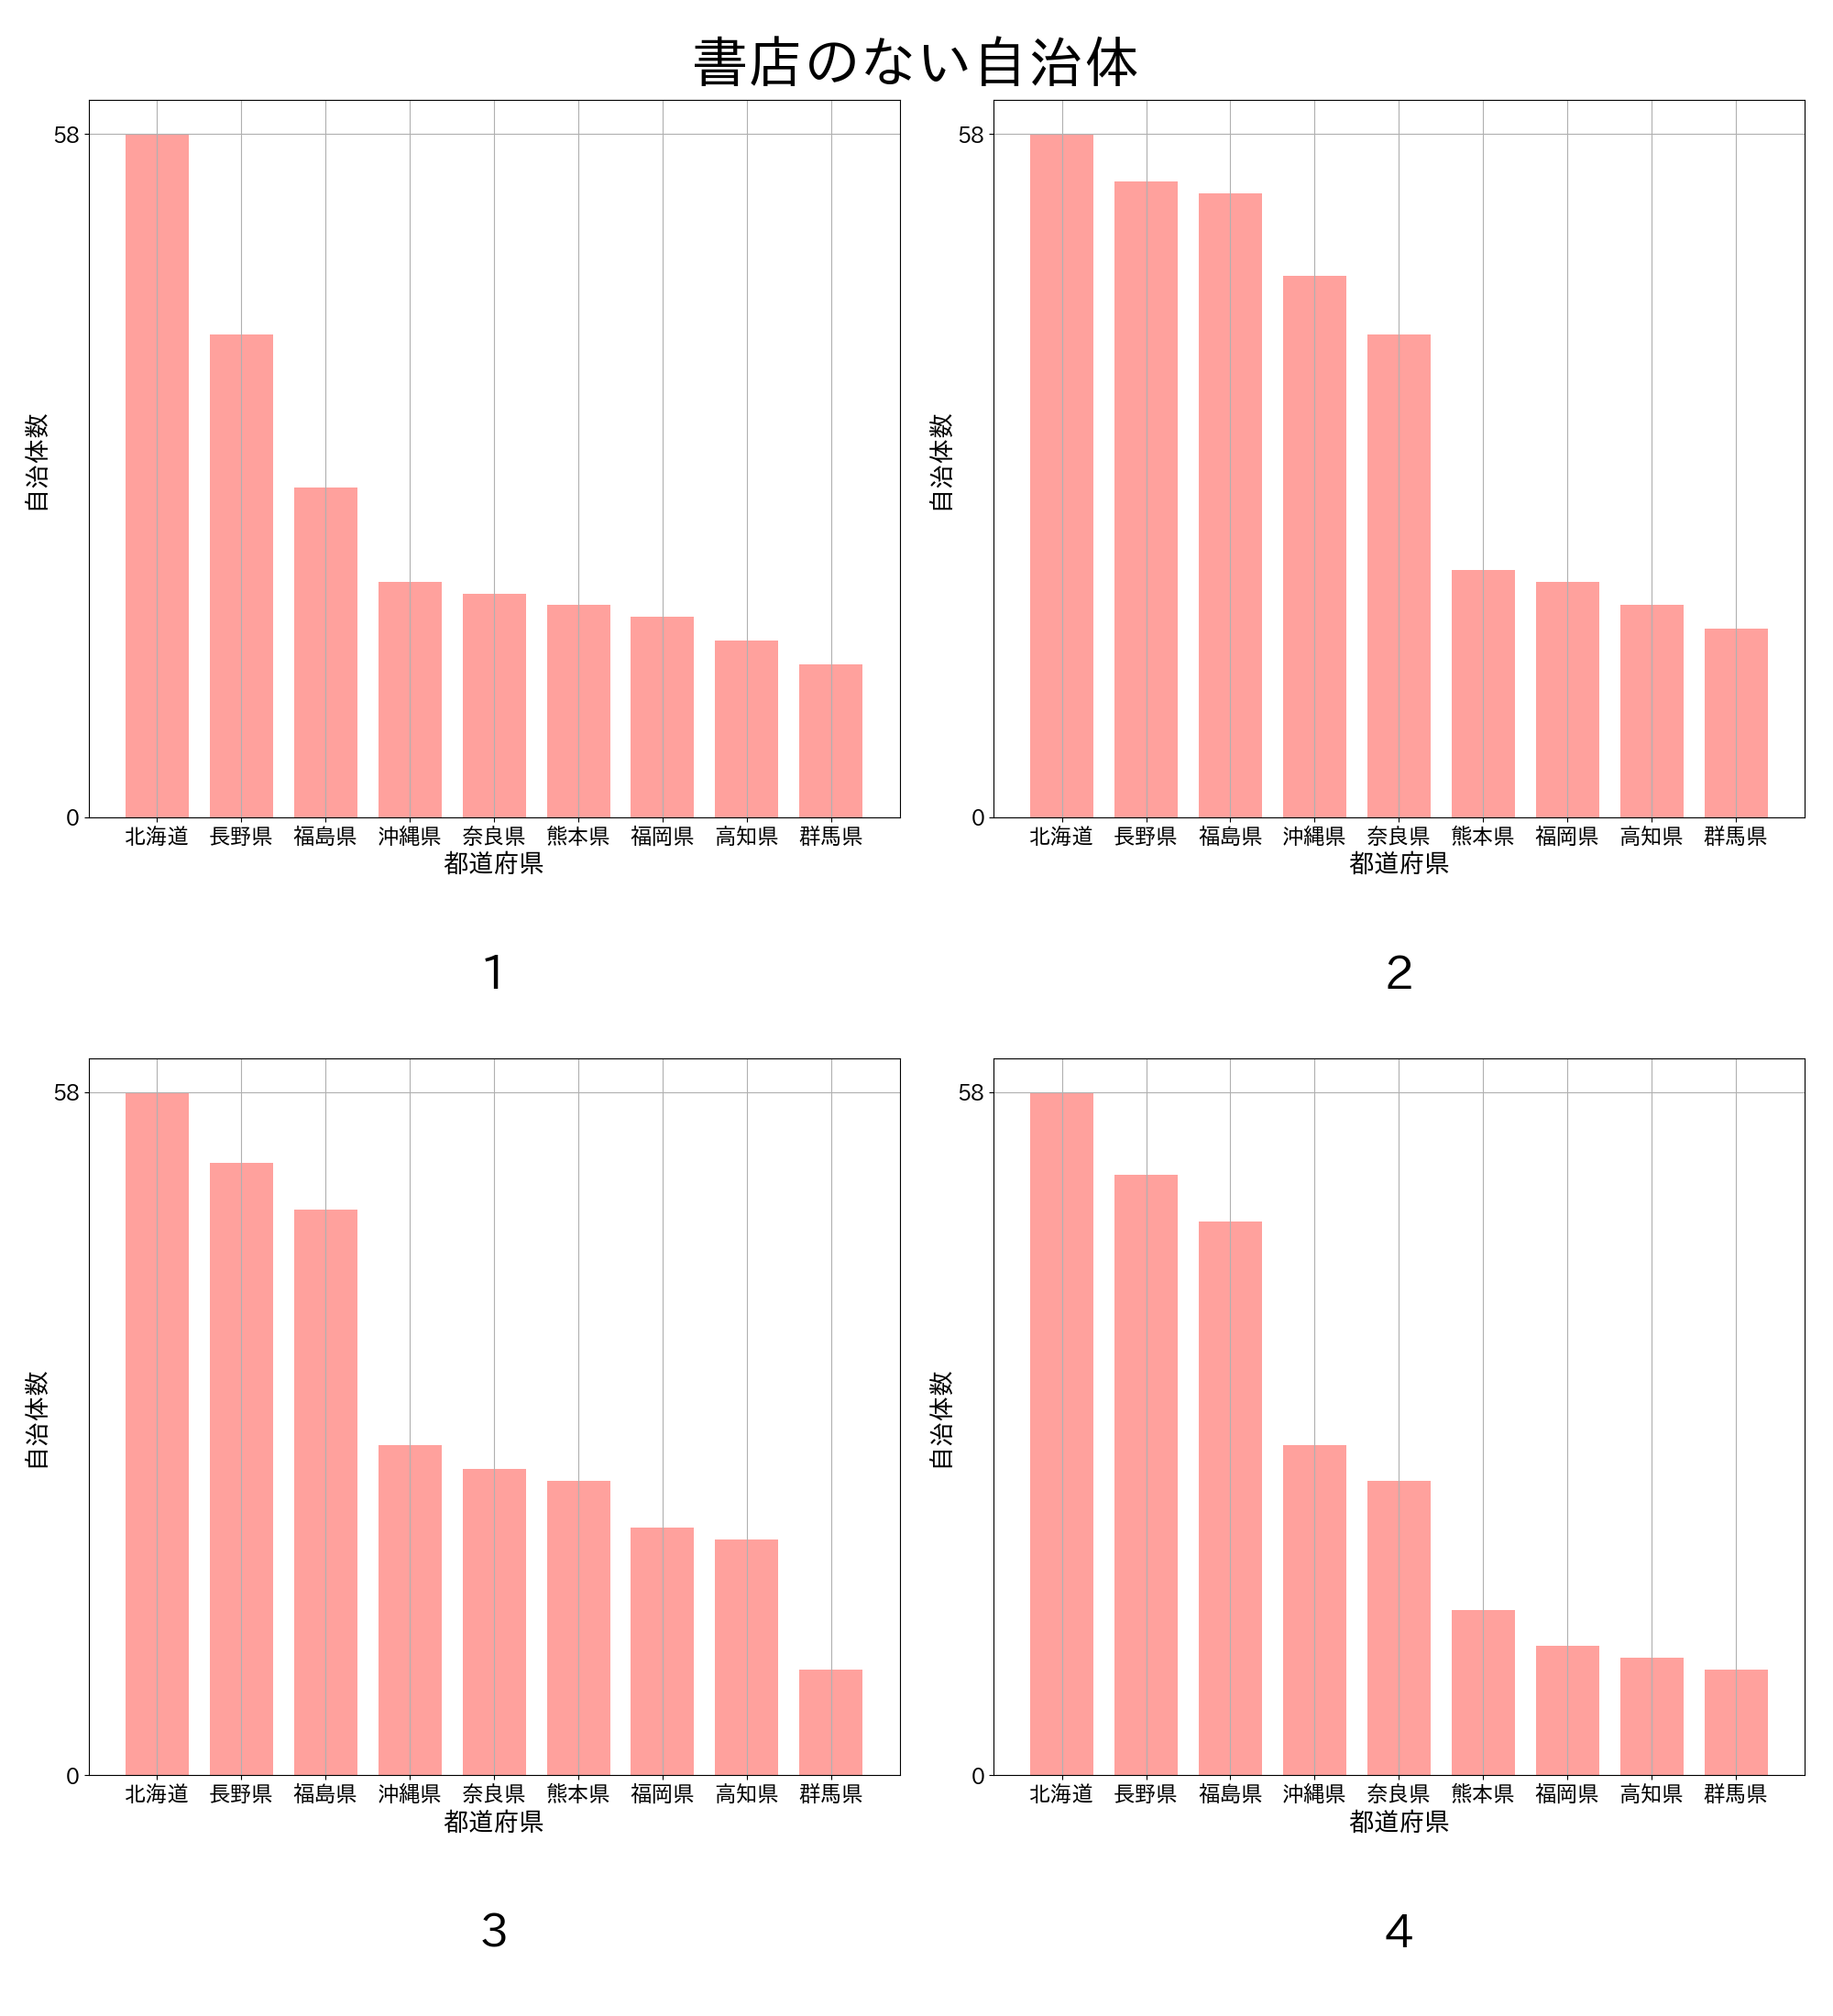 書店のない自治体
58
0
自治体数
北海道 長野県 福島県 沖縄県 奈良県 熊本県 福岡県 高知県 群馬県
都道府県
1
58
0
自治体数
北海道 長野県 福島県 沖縄県 奈良県 熊本県 福岡県 高知県 群馬県
都道府県
2
58
0
自治体数
北海道 長野県 福島県 沖縄県 奈良県 熊本県 福岡県 高知県 群馬県
都道府県
3
58
0
自治体数
北海道 長野県 福島県 沖縄県 奈良県 熊本県 福岡県 高知県 群馬県
都道府県
4